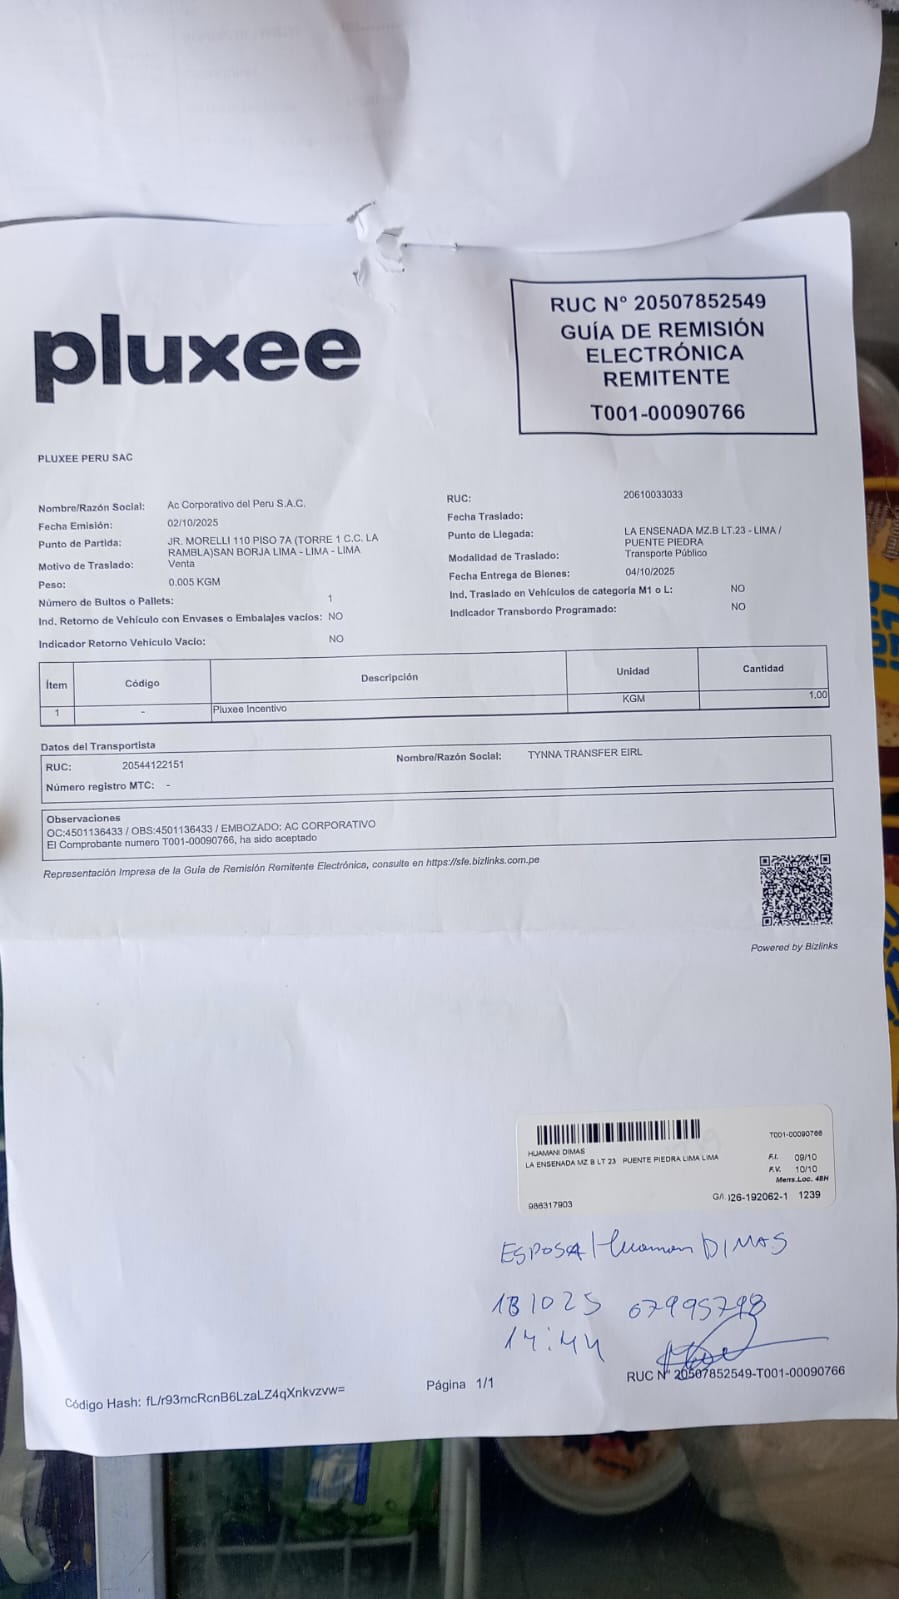 pluxee
RUC Nº 20507852549
GUÍA DE REMISIÓN
ELECTRÓNICA
REMITENTE
T001-00090766
PLUXEE PERU SAC
Nombre/Razón Social: Ac Corporativo del Peru S.A.C.
Fecha Emisión: 02/10/2025
Punto de Partida: JR. MORELLI 110 PISO 7A (TORRE 1 C.C. LA
RAMBLA)SAN BORJA LIMA - LIMA - LIMA
Motivo de Traslado: Venta
Peso: 0.005 KGM
Número de Bultos o Pallets: 1
Ind. Retorno de Vehículo con Envases o Embalajes vacíos: NO
Indicador Retorno Vehículo Vacío: NO
RUC: 20610033033
Fecha Traslado:
Punto de Llegada: LA ENSENADA MZ.B LT.23 - LIMA /
PUENTE PIEDRA
Modalidad de Traslado: Transporte Público
Fecha Entrega de Bienes: 04/10/2025
Ind. Traslado en Vehículos de categoría M1 o L: NO
Indicador Transbordo Programado: NO
Ítem Código Descripción Unidad Cantidad
1 - Pluxee Incentivo KGM 1,00
Datos del Transportista
RUC: 20544122151 Nombre/Razón Social: TYNNA TRANSFER EIRL
Número registro MTC: -
Observaciones
OC:4501136433 / OBS:4501136433 / EMBOZADO: AC CORPORATIVO
El Comprobante numero T001-00090766, ha sido aceptado
Representación Impresa de la Guía de Remisión Remitente Electrónica, consulte en https://sfe.bizlinks.com.pe
Powered by Bizlinks
T001-00090766
HUAMANI DIMAS
LA ENSENADA MZ B LT 23 PUENTE PIEDRA LIMA LIMA
F.I. 09/10
F.V. 10/10
Mens.Loc. 48H
986317903 G/I. 126-192062-1 1239
ESPOSA/Huaman DIMAS
181025 07995798
14:44
Código Hash: fL/r93mcRcnB6LzaLZ4qXnkvzvw= Página 1/1 RUC Nº 20507852549-T001-00090766